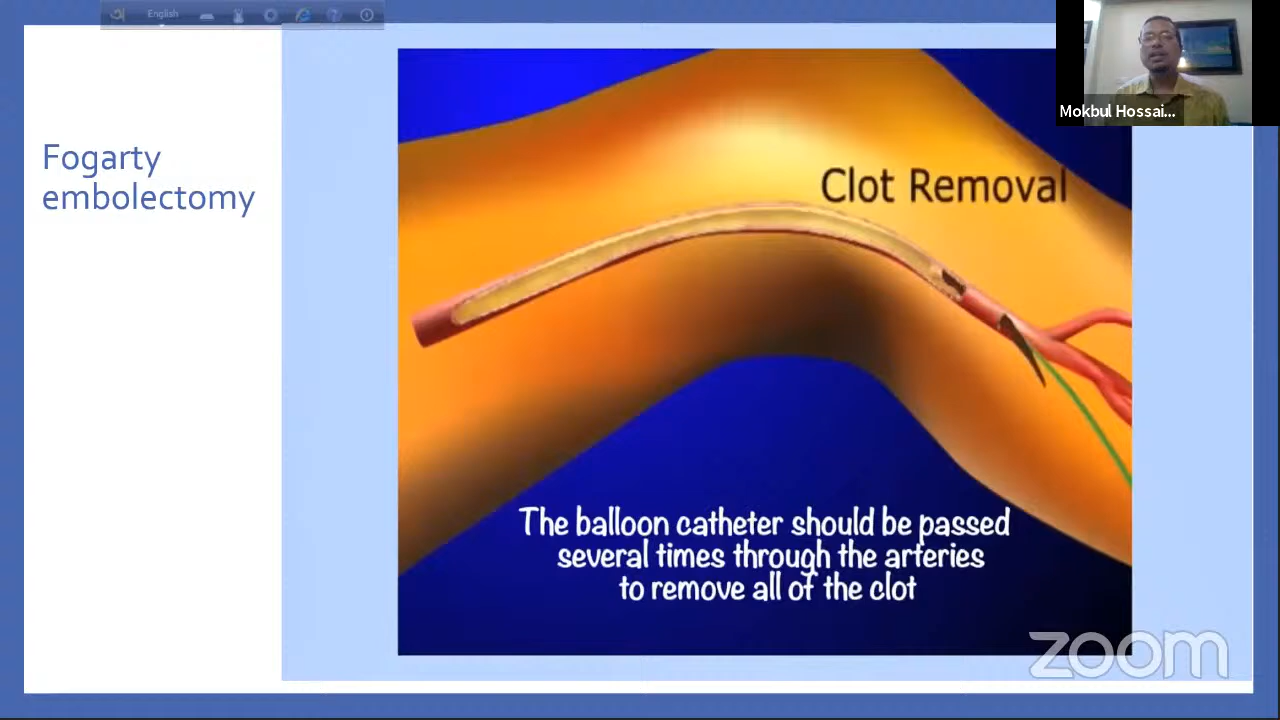 English
Mokbul Hossai...
Fogarty
embolectomy
Clot Removal
The balloon catheter should be passed
several times through the arteries
to remove all of the clot
zoom